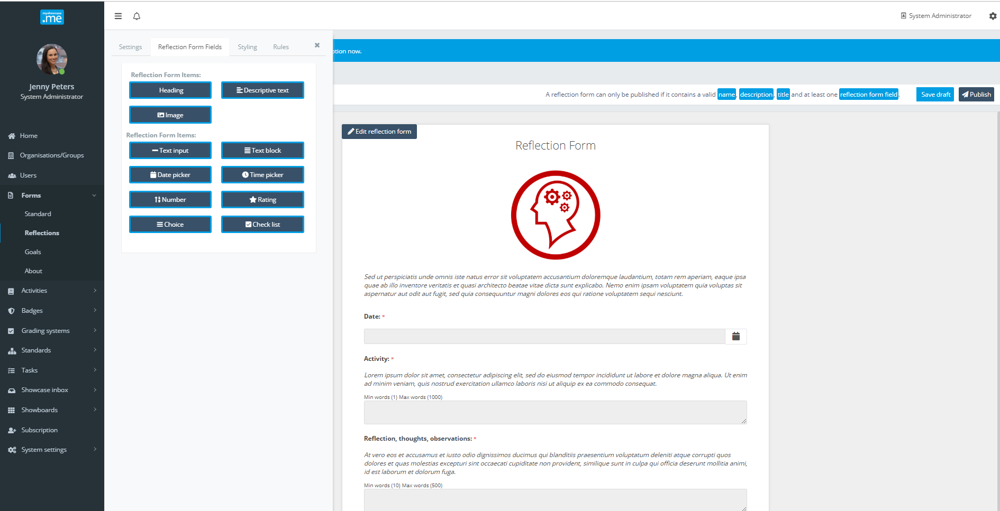 myshowcase
.me
Jenny Peters
System Administrator
Home
Organisations/Groups
Users
Forms
Standard
Reflections
Goals
About
Activities
Badges
Grading systems
Standards
Tasks
Showcase inbox
Showboards
Subscription
System settings
System Administrator
Settings
Reflection Form Fields
Styling
Rules
Reflection Form Items:
Heading
Descriptive text
Image
Reflection Form Items:
Text input
Text block
Date picker
Time picker
Number
Rating
Choice
Check list
ption now.
A reflection form can only be published if it contains a valid name, description, title and at least one reflection form field.
Save draft
Publish
Edit reflection form
Reflection Form
Sed ut perspiciatis unde omnis iste natus error sit voluptatem accusantium doloremque laudantium, totam rem aperiam, eaque ipsa
quae ab illo inventore veritatis et quasi architecto beatae vitae dicta sunt explicabo. Nemo enim ipsam voluptatem quia voluptas sit
aspernatur aut odit aut fugit, sed quia consequuntur magni dolores eos qui ratione voluptatem sequi nesciunt.
Date: *
Activity: *
Lorem ipsum dolor sit amet, consectetur adipiscing elit, sed do eiusmod tempor incididunt ut labore et dolore magna aliqua. Ut enim
ad minim veniam, quis nostrud exercitation ullamco laboris nisi ut aliquip ex ea commodo consequat.
Min words (1) Max words (1000)
Reflection, thoughts, observations: *
At vero eos et accusamus et iusto odio dignissimos ducimus qui blanditiis praesentium voluptatum deleniti atque corrupti quos
dolores et quas molestias excepturi sint occaecati cupiditate non provident, similique sunt in culpa qui officia deserunt mollitia animi,
id est laborum et dolorum fuga.
Min words (10) Max words (500)